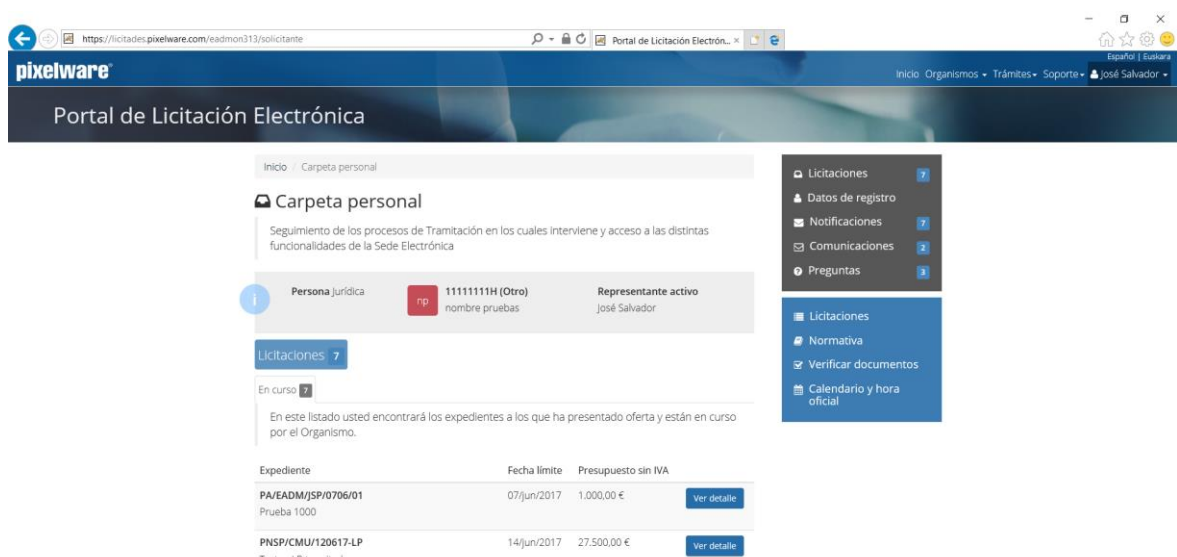 https://licitades.pixelware.com/eadmon313/solicitante
Portal de Licitación Electrón...
Español | Euskara
pixelware
Inicio Organismos Trámites Soporte José Salvador
Portal de Licitación Electrónica
Inicio / Carpeta personal
Carpeta personal
Seguimiento de los procesos de Tramitación en los cuales interviene y acceso a las distintas
funcionalidades de la Sede Electrónica
i
Persona Jurídica
np
11111111H (Otro)
nombre pruebas
Representante activo
José Salvador
Licitaciones 7
En curso 7
En este listado usted encontrará los expedientes a los que ha presentado oferta y están en curso
por el Organismo.
Expediente Fecha límite Presupuesto sin IVA
PA/EADM/JSP/0706/01 07/jun/2017 1.000,00 € Ver detalle
Prueba 1000
PNSP/CMU/120617-LP 14/jun/2017 27.500,00 € Ver detalle
Licitaciones 7
Datos de registro
Notificaciones 7
Comunicaciones 2
Preguntas 3
Licitaciones
Normativa
Verificar documentos
Calendario y hora
oficial